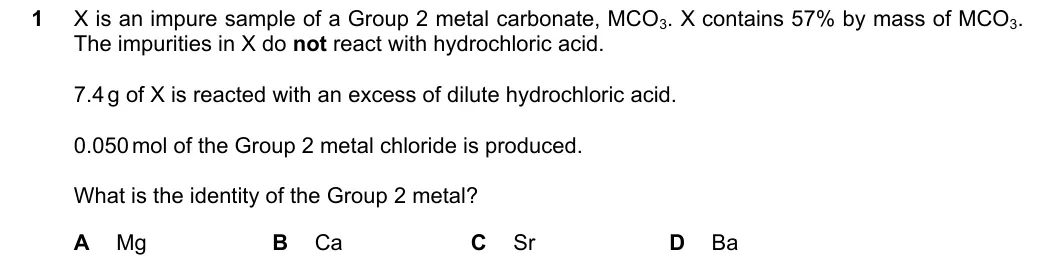 1 X is an impure sample of a Group 2 metal carbonate, MCO₃. X contains 57% by mass of MCO₃.
The impurities in X do not react with hydrochloric acid.
7.4 g of X is reacted with an excess of dilute hydrochloric acid.
0.050 mol of the Group 2 metal chloride is produced.
What is the identity of the Group 2 metal?
A Mg B Ca C Sr D Ba